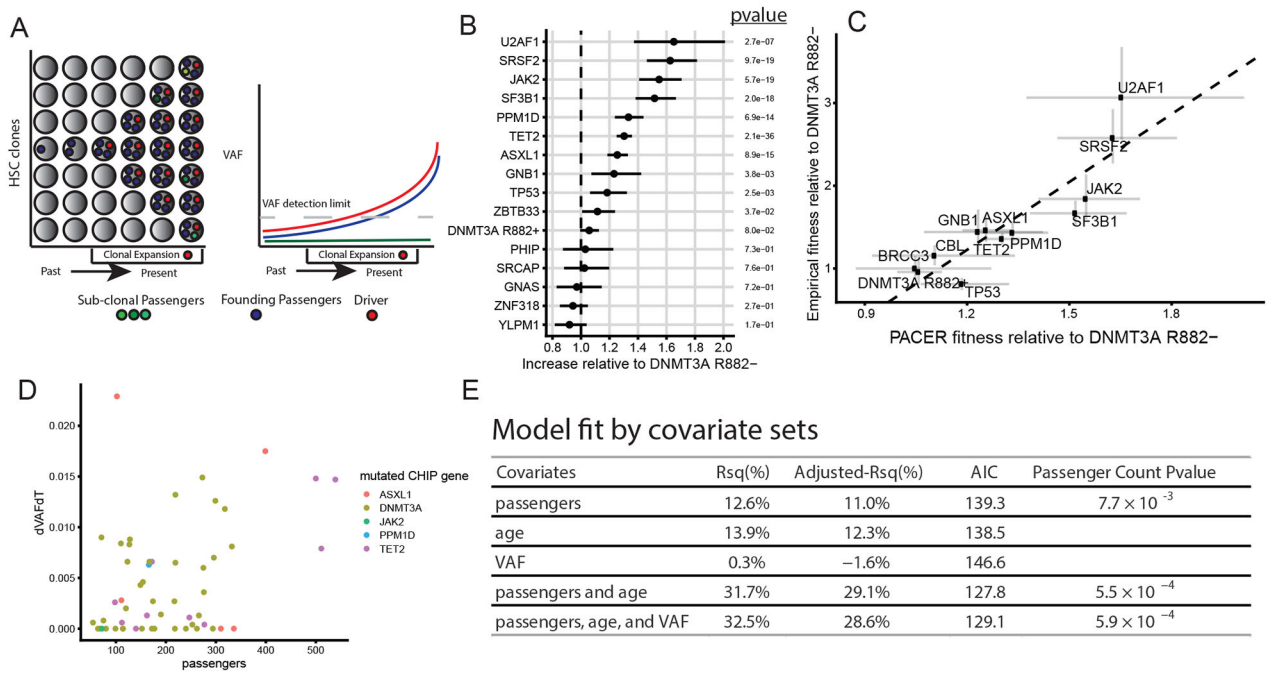 A
HSC clones
Clonal Expansion
Past
Present
VAF
VAF detection limit
Clonal Expansion
Past
Present
Sub-clonal Passengers
Founding Passengers
Driver
B
pvalue
U2AF1 2.7e-07
SRSF2 9.7e-19
JAK2 5.7e-19
SF3B1 2.0e-18
PPM1D 6.9e-14
TET2 2.1e-36
ASXL1 8.9e-15
GNB1 3.8e-03
TP53 2.5e-03
ZBTB33 3.7e-02
DNMT3A R882+ 8.0e-02
PHIP 7.3e-01
SRCAP 7.6e-01
GNAS 7.2e-01
ZNF318 2.7e-01
YLPM1 1.7e-01
0.8 1.0 1.2 1.4 1.6 1.8 2.0
Increase relative to DNMT3A R882−
C
Empirical fitness relative to DNMT3A R882−
3
2
1
U2AF1
SRSF2
JAK2
SF3B1
GNB1
ASXL1
TET2
PPM1D
CBL
BRCC3
DNMT3A R882+
TP53
0.9 1.2 1.5 1.8
PACER fitness relative to DNMT3A R882−
D
dVAFdT
0.020
0.015
0.010
0.005
0.000
100 200 300 400 500
passengers
mutated CHIP gene
ASXL1
DNMT3A
JAK2
PPM1D
TET2
E
Model fit by covariate sets
Covariates Rsq(%) Adjusted-Rsq(%) AIC Passenger Count Pvalue
passengers 12.6% 11.0% 139.3 7.7 × 10 -3
age 13.9% 12.3% 138.5
VAF 0.3% −1.6% 146.6
passengers and age 31.7% 29.1% 127.8 5.5 × 10 −4
passengers, age, and VAF 32.5% 28.6% 129.1 5.9 × 10 −4